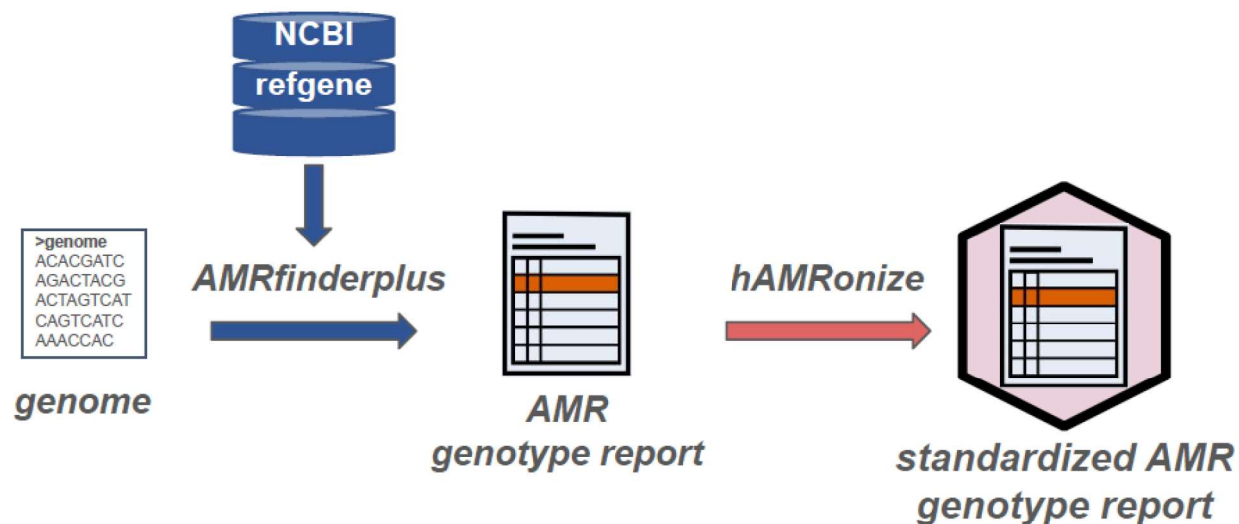 NCBI
refgene
>genome
ACACGATC
AGACTACG
ACTAGTCAT
CAGTCATC
AAACCAC
genome
AMRfinderplus
AMR
genotype report
hAMRonize
standardized AMR
genotype report